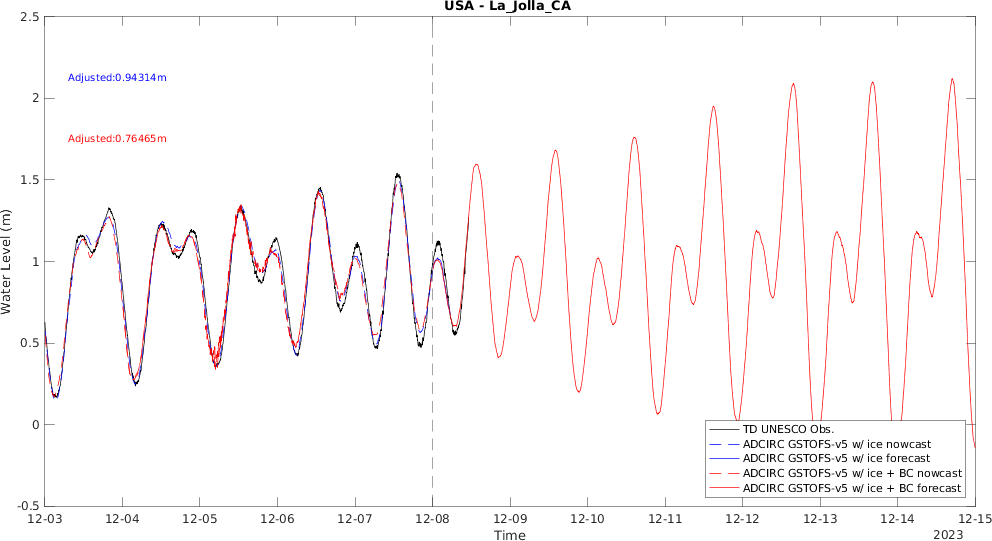 USA - La_Jolla_CA
2.5
2
1.5
1
0.5
0
-0.5
Water Level (m)
Adjusted:0.94314m
Adjusted:0.76465m
TD UNESCO Obs.
ADCIRC GSTOFS-v5 w/ ice nowcast
ADCIRC GSTOFS-v5 w/ ice forecast
ADCIRC GSTOFS-v5 w/ ice + BC nowcast
ADCIRC GSTOFS-v5 w/ ice + BC forecast
12-03 12-04 12-05 12-06 12-07 12-08 12-09 12-10 12-11 12-12 12-13 12-14 12-15
Time
2023